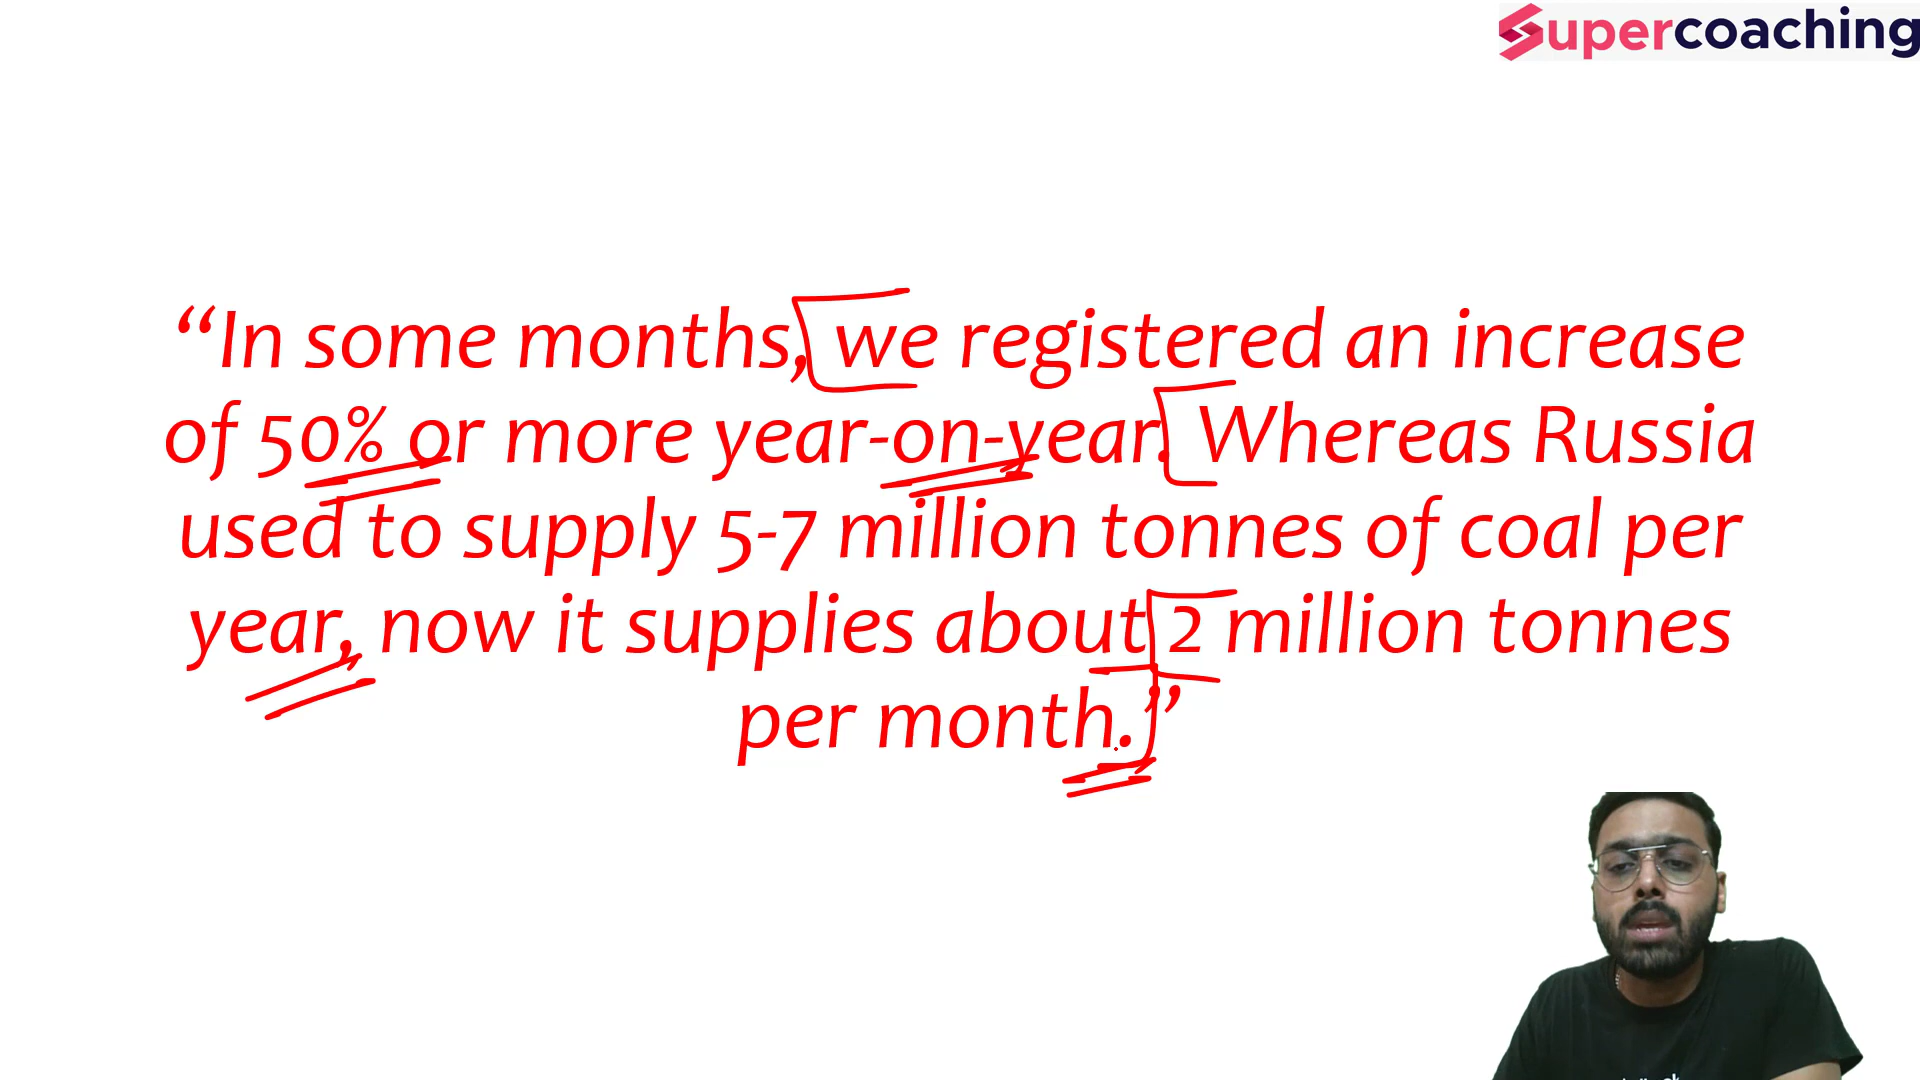 Supercoaching
“In some months, we registered an increase
of 50% or more year-on-year. Whereas Russia
used to supply 5-7 million tonnes of coal per
year, now it supplies about 2 million tonnes
per month.”